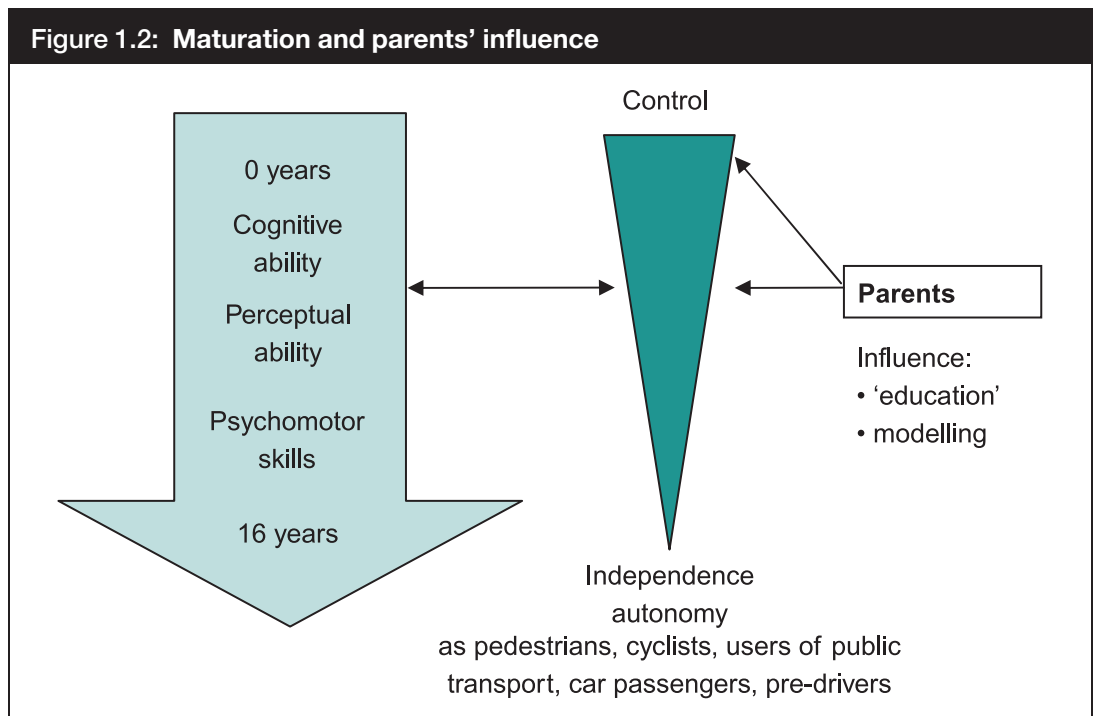 Figure 1.2: Maturation and parents’ influence
0 years
Cognitive
ability
Perceptual
ability
Psychomotor
skills
16 years
Control
Independence
autonomy
as pedestrians, cyclists, users of public
transport, car passengers, pre-drivers
Parents
Influence:
• ‘education’
• modelling